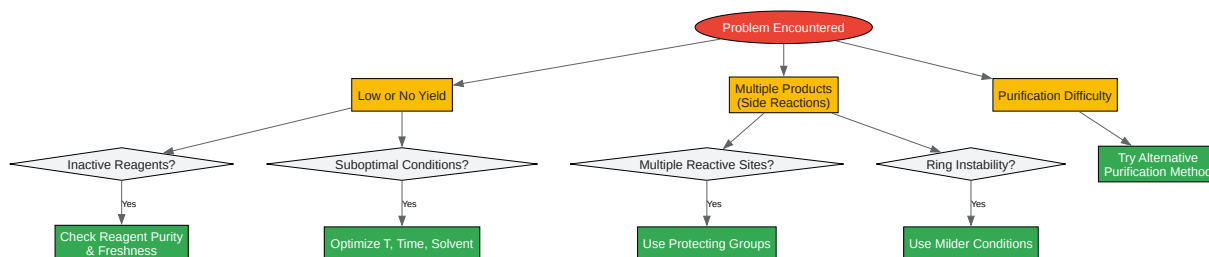 Problem Encountered
Low or No Yield
Multiple Products
(Side Reactions)
Purification Difficulty
Inactive Reagents?
Suboptimal Conditions?
Multiple Reactive Sites?
Ring Instability?
Try Alternative
Purification Method
Yes
Yes
Yes
Yes
Check Reagent Purity
& Freshness
Optimize T, Time, Solvent
Use Protecting Groups
Use Milder Conditions